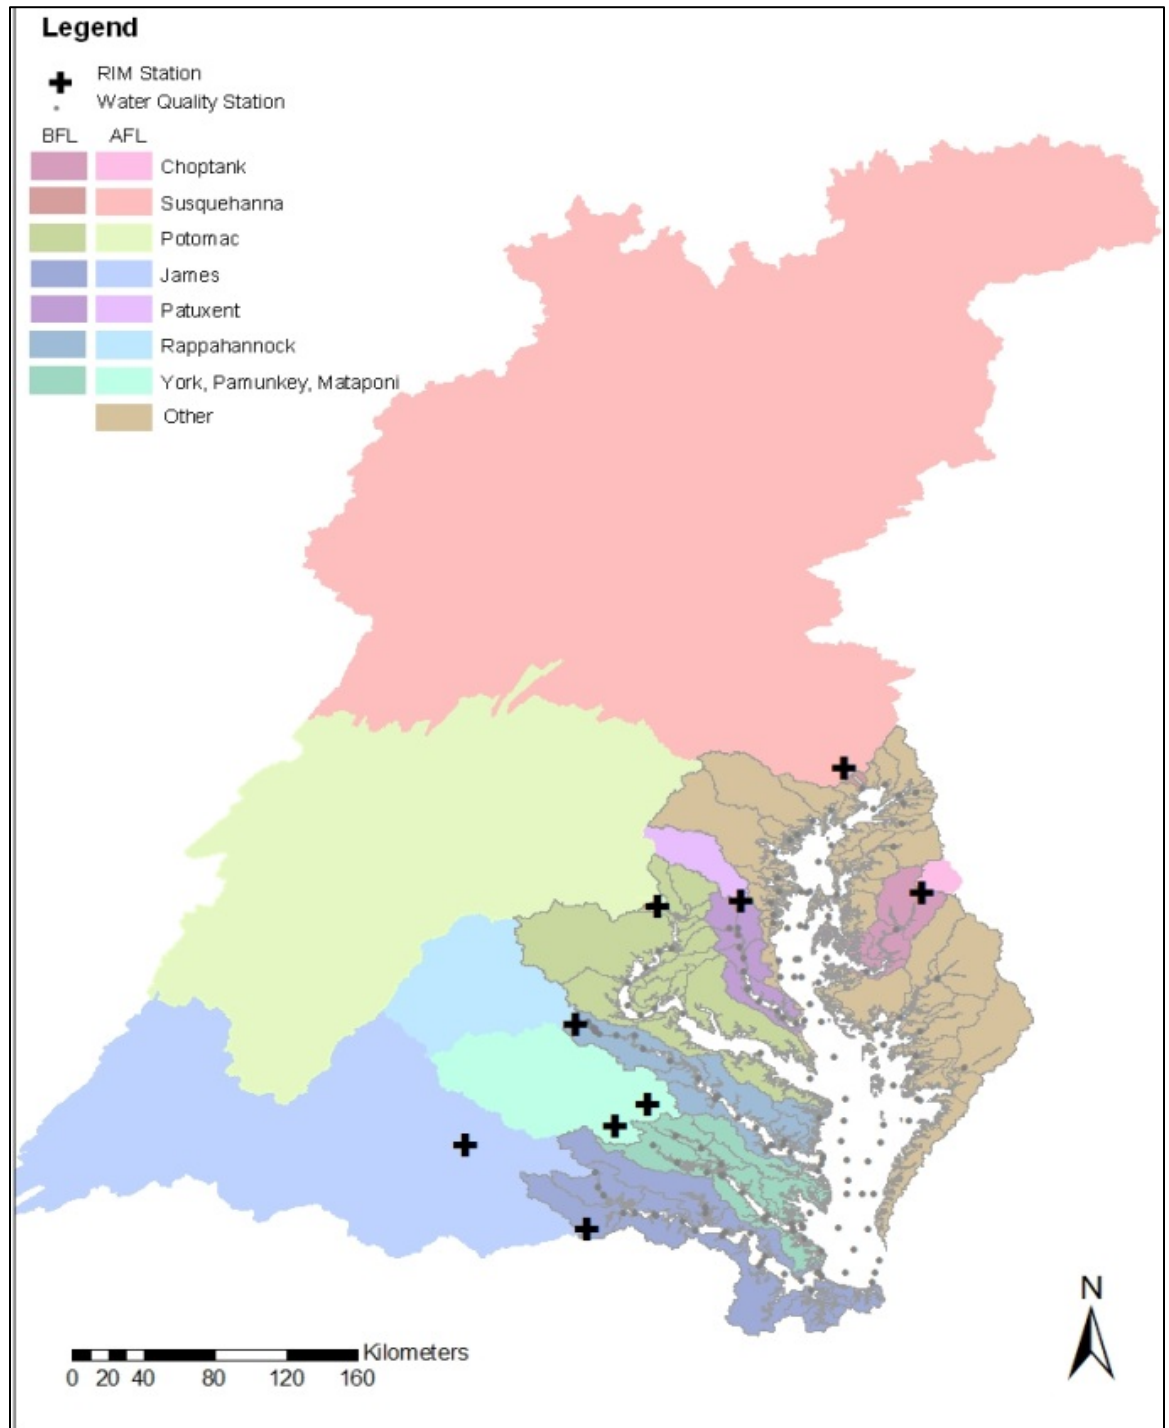 Legend
RIM Station
Water Quality Station
BFL AFL
Choptank
Susquehanna
Potomac
James
Patuxent
Rappahannock
York, Pamunkey, Mataponi
Other
N
Kilometers
0 20 40 80 120 160